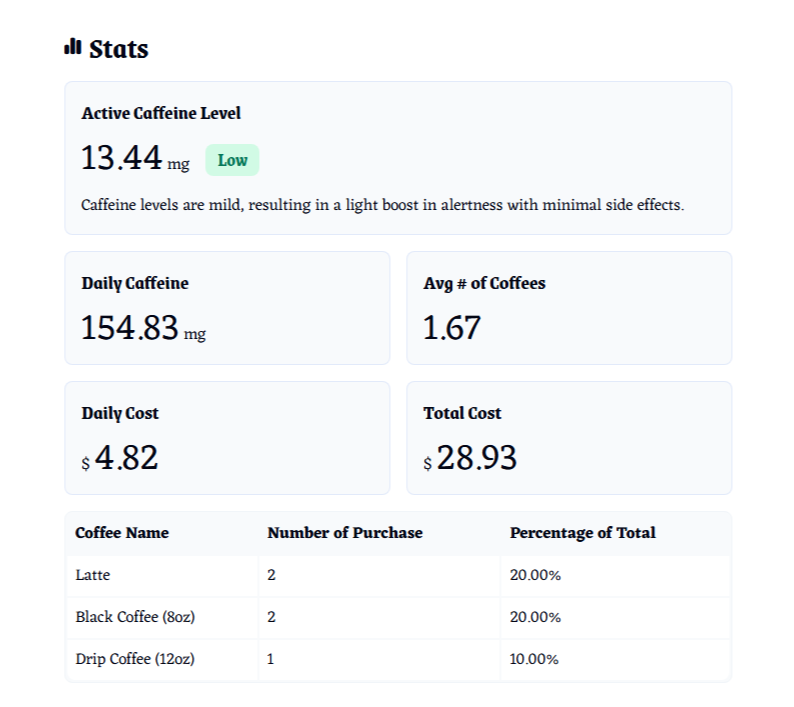 Stats
Active Caffeine Level
13.44 mg Low
Caffeine levels are mild, resulting in a light boost in alertness with minimal side effects.
Daily Caffeine
154.83 mg
Avg # of Coffees
1.67
Daily Cost
$ 4.82
Total Cost
$ 28.93
Coffee Name Number of Purchase Percentage of Total
Latte 2 20.00%
Black Coffee (8oz) 2 20.00%
Drip Coffee (12oz) 1 10.00%